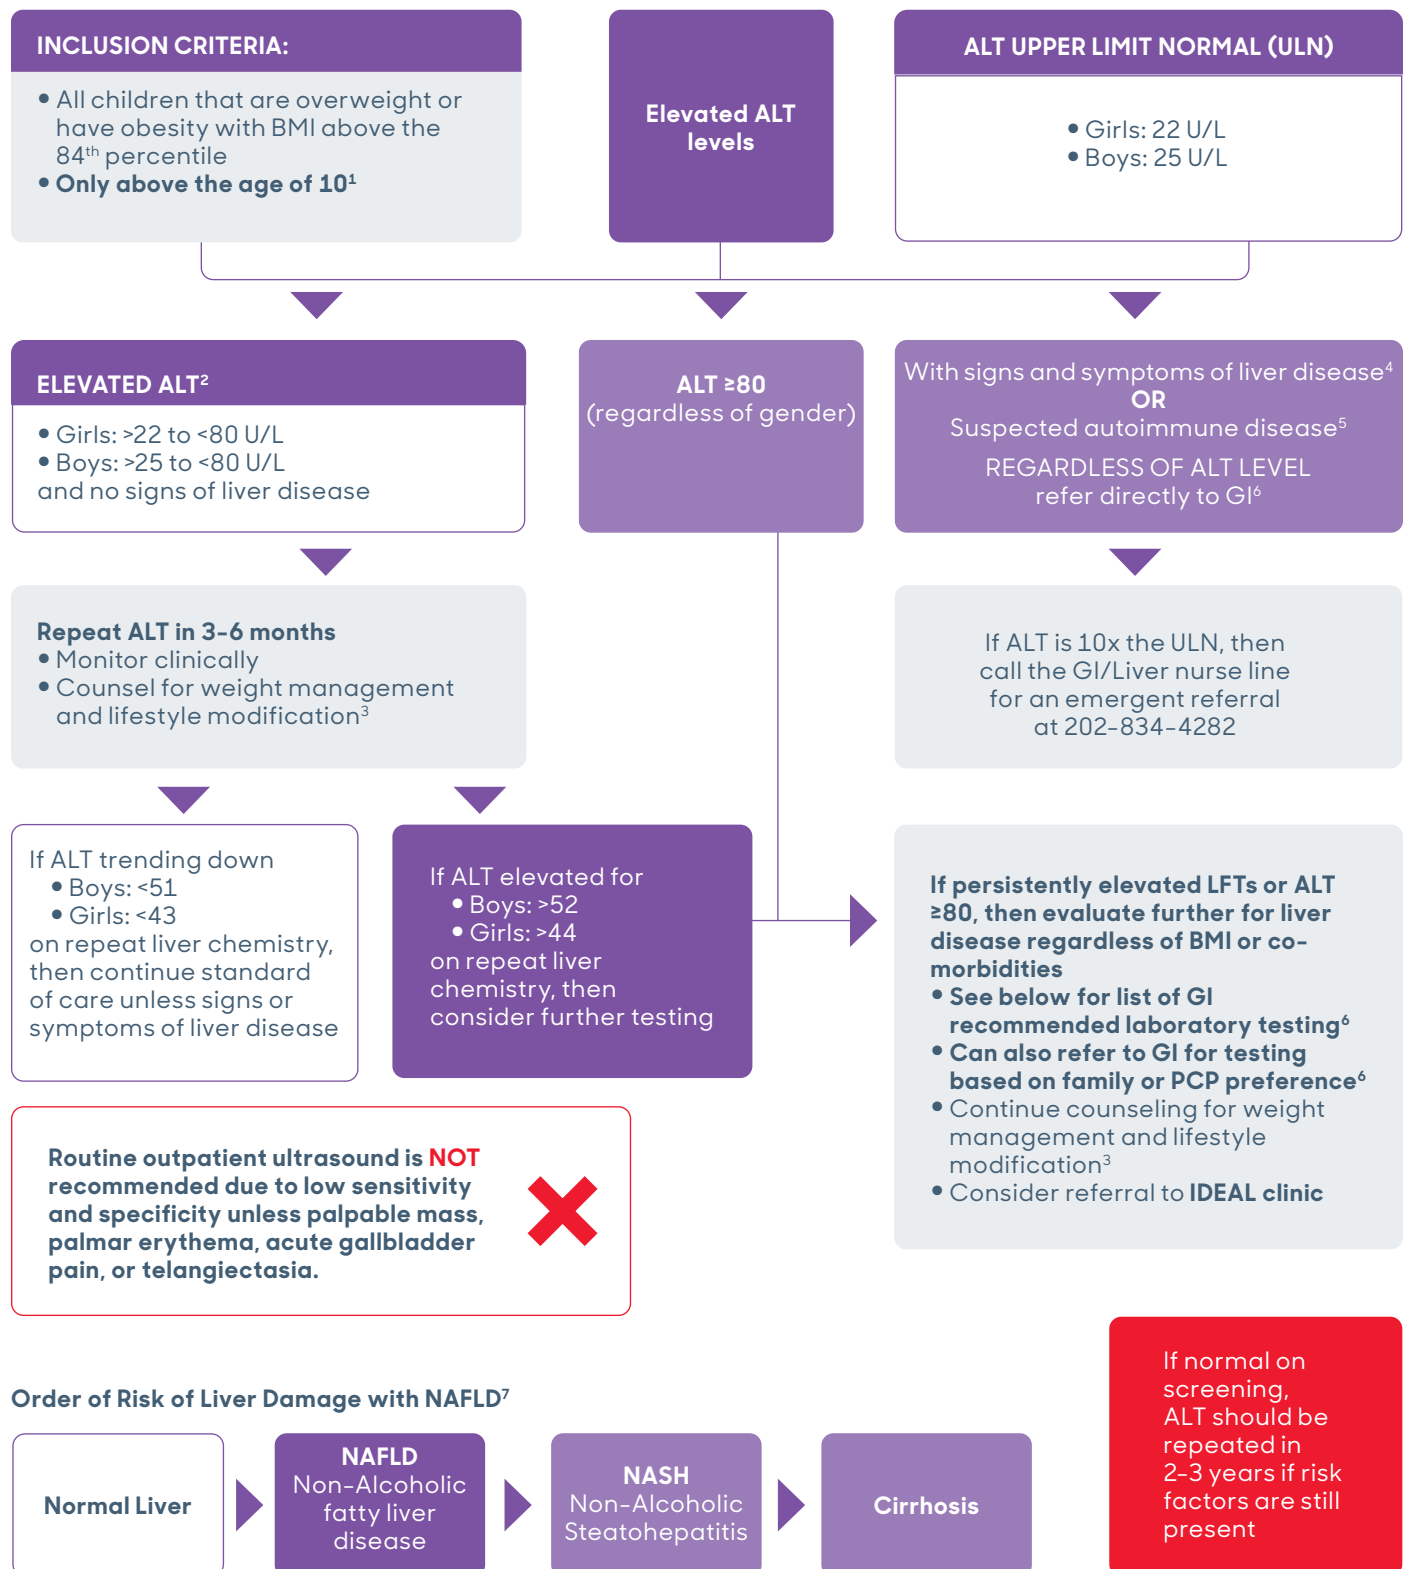 INCLUSION CRITERIA:
• All children that are overweight or
have obesity with BMI above the
84th percentile
• Only above the age of 10¹
Elevated ALT
levels
ALT UPPER LIMIT NORMAL (ULN)
• Girls: 22 U/L
• Boys: 25 U/L
ELEVATED ALT²
• Girls: >22 to <80 U/L
• Boys: >25 to <80 U/L
and no signs of liver disease
ALT ≥80
(regardless of gender)
With signs and symptoms of liver disease⁴
OR
Suspected autoimmune disease⁵
REGARDLESS OF ALT LEVEL
refer directly to GI⁶
Repeat ALT in 3-6 months
• Monitor clinically
• Counsel for weight management
and lifestyle modification³
If ALT is 10x the ULN, then
call the GI/Liver nurse line
for an emergent referral
at 202-834-4282
If ALT trending down
• Boys: <51
• Girls: <43
on repeat liver chemistry,
then continue standard
of care unless signs or
symptoms of liver disease
If ALT elevated for
• Boys: >52
• Girls: >44
on repeat liver
chemistry, then
consider further testing
If persistently elevated LFTs or ALT
≥80, then evaluate further for liver
disease regardless of BMI or co-
morbidities
• See below for list of GI
recommended laboratory testing⁶
• Can also refer to GI for testing
based on family or PCP preference⁶
• Continue counseling for weight
management and lifestyle
modification³
• Consider referral to IDEAL clinic
Routine outpatient ultrasound is NOT
recommended due to low sensitivity
and specificity unless palpable mass,
palmar erythema, acute gallbladder
pain, or telangiectasia.
Order of Risk of Liver Damage with NAFLD⁷
Normal Liver
NAFLD
Non-Alcoholic
fatty liver
disease
NASH
Non-Alcoholic
Steatohepatitis
Cirrhosis
If normal on
screening,
ALT should be
repeated in
2-3 years if risk
factors are still
present